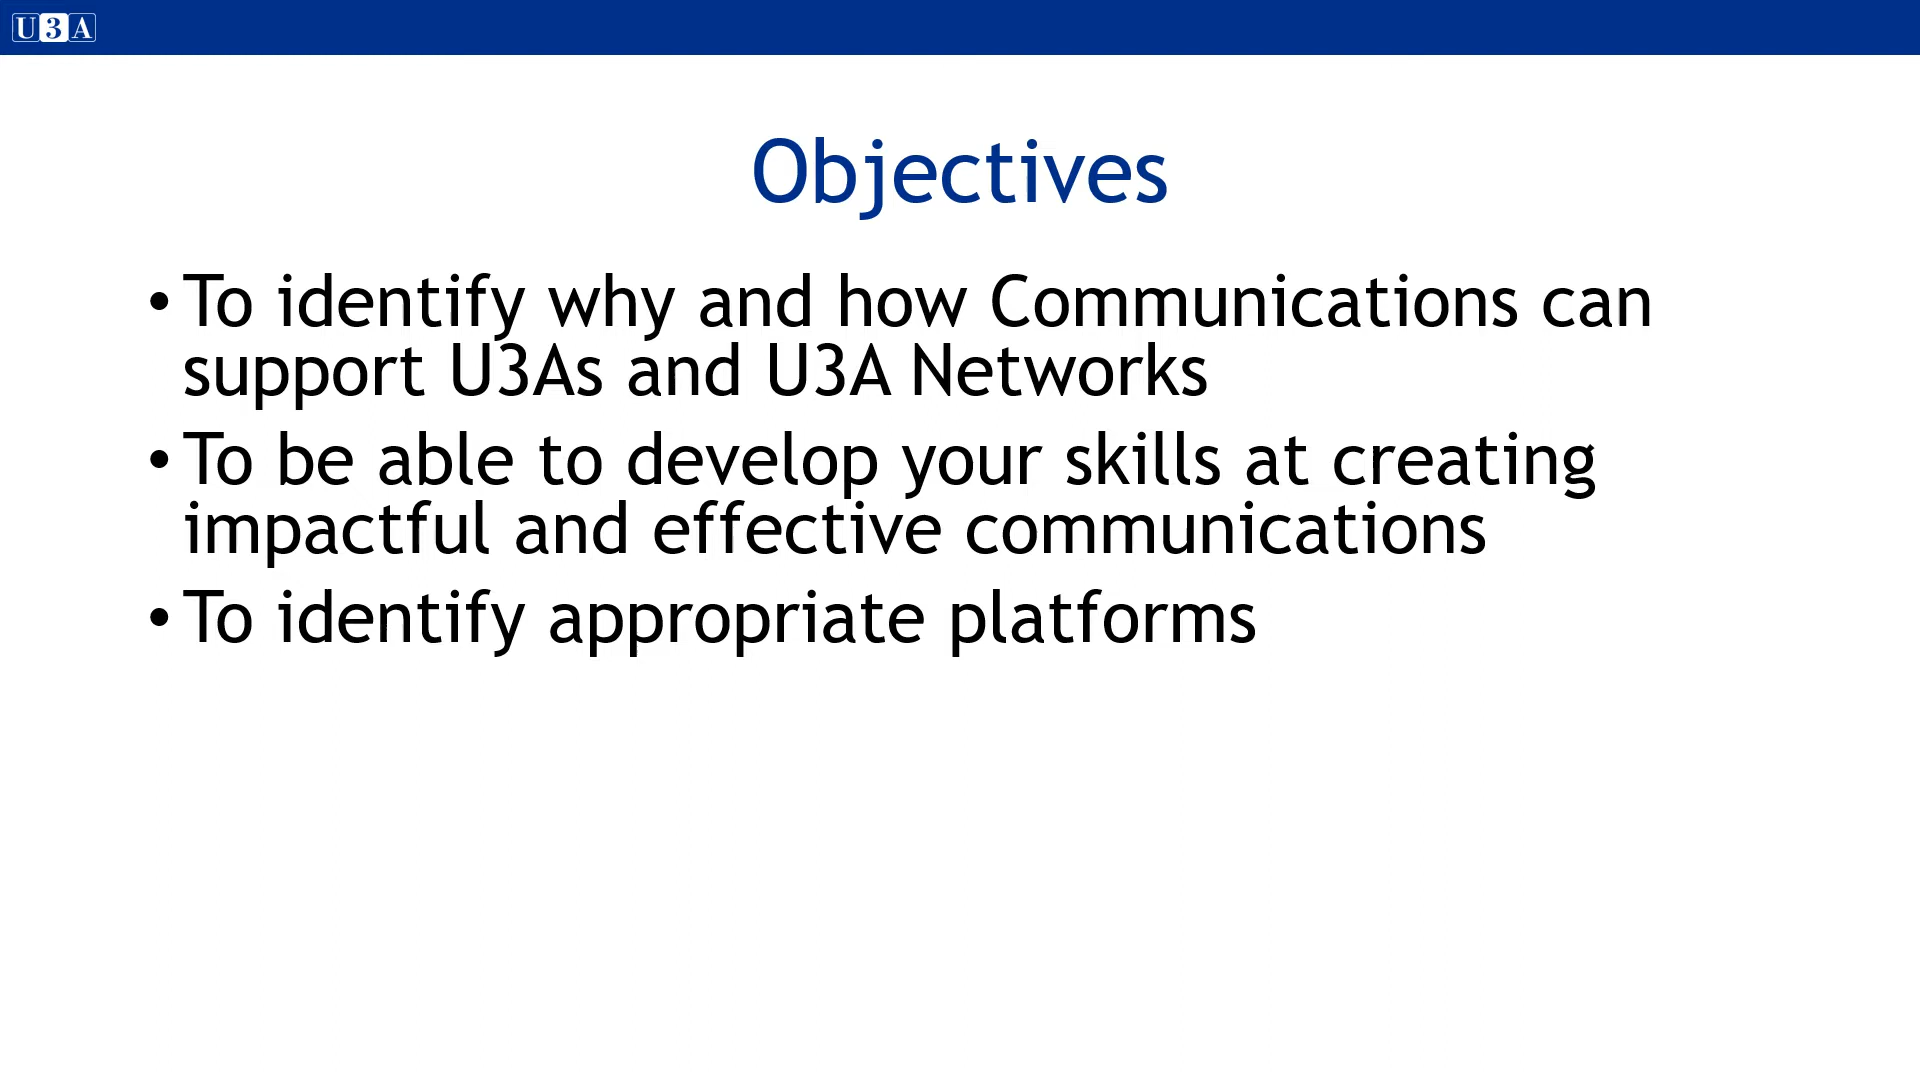 U3A
Objectives
• To identify why and how Communications can
support U3As and U3A Networks
• To be able to develop your skills at creating
impactful and effective communications
• To identify appropriate platforms